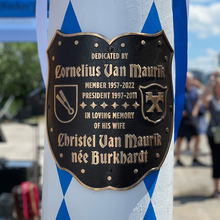 DEDICATED BY
Cornelius Van Maurik
MEMBER 1957-2022
PRESIDENT 1997-2011
IN LOVING MEMORY
OF HIS WIFE
Christel Van Maurik
née Burkhardt